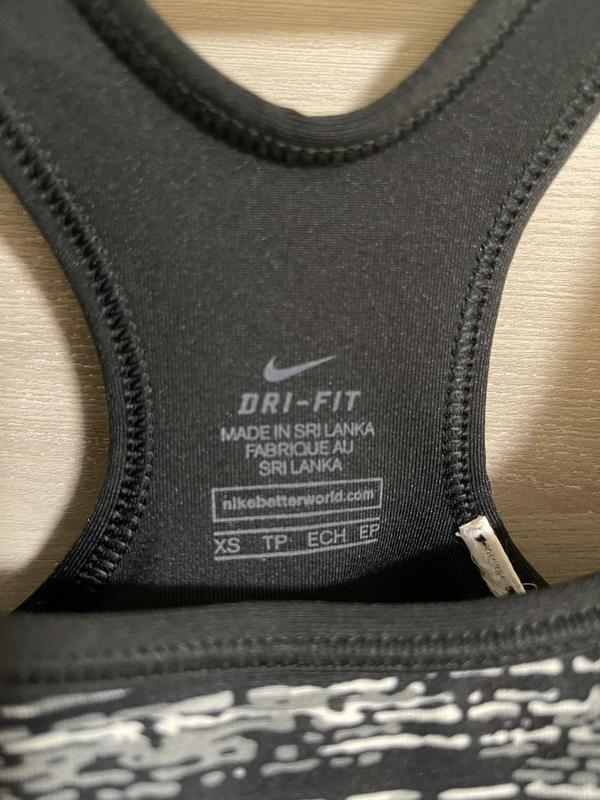 DRI-FIT
MADE IN SRI LANKA
FABRIQUE AU
SRI LANKA
nikebetterworld.com
XS TP ECH EP